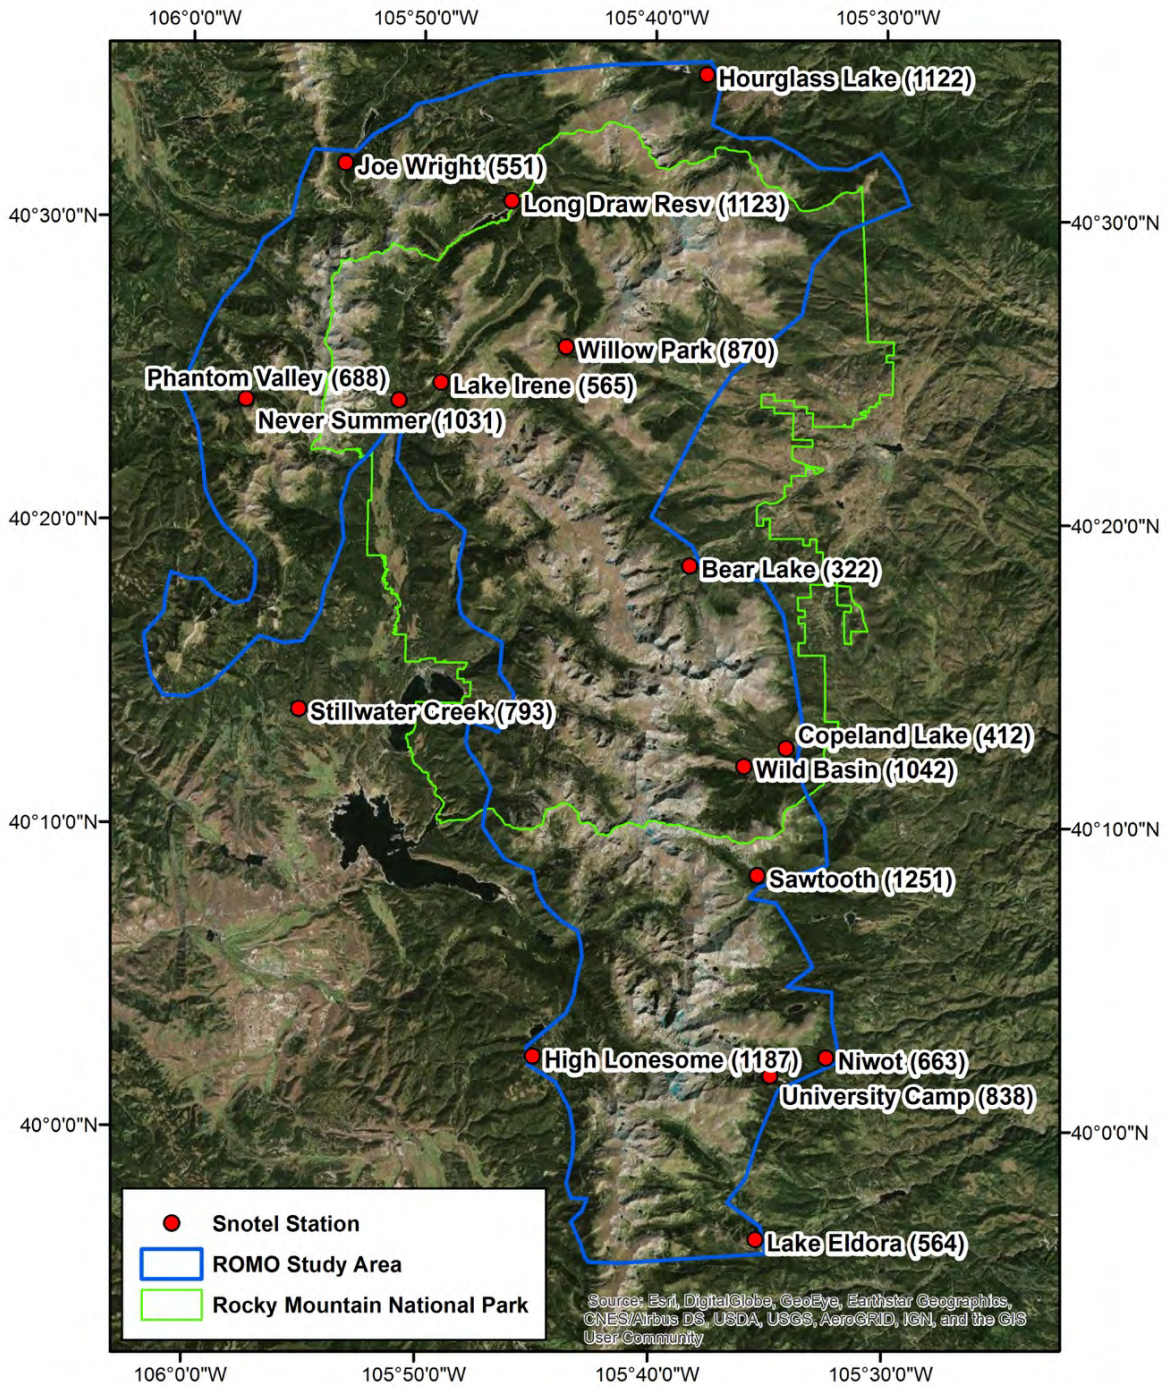 106°0'0"W
105°50'0"W
105°40'0"W
105°30'0"W
Hourglass Lake (1122)
Joe Wright (551)
Long Draw Resv (1123)
40°30'0"N
40°30'0"N
Willow Park (870)
Phantom Valley (688)
Lake Irene (565)
Never Summer (1031)
40°20'0"N
40°20'0"N
Bear Lake (322)
Stillwater Creek (793)
Copeland Lake (412)
Wild Basin (1042)
40°10'0"N
40°10'0"N
Sawtooth (1251)
High Lonesome (1187)
Niwot (663)
University Camp (838)
40°0'0"N
40°0'0"N
Lake Eldora (564)
Snotel Station
ROMO Study Area
Rocky Mountain National Park
Source: Esri, DigitalGlobe, GeoEye, Earthstar Geographics,
CNES/Airbus DS, USDA, USGS, AeroGRID, IGN, and the GIS
User Community
106°0'0"W
105°50'0"W
105°40'0"W
105°30'0"W